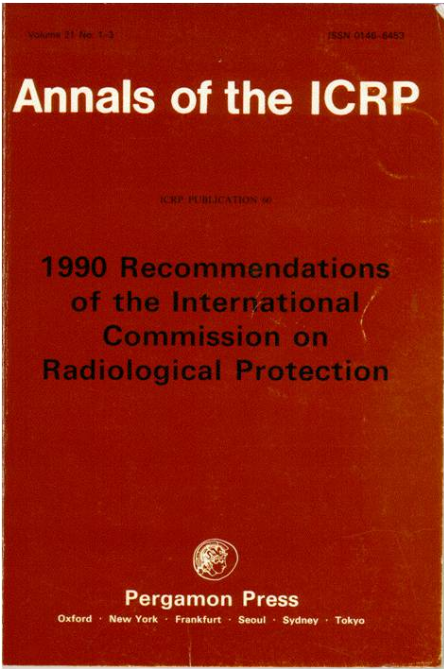 Volume 21 No. 1-3 ISSN 0146-6453
Annals of the ICRP
ICRP PUBLICATION 60
1990 Recommendations
of the International
Commission on
Radiological Protection
Pergamon Press
Oxford · New York · Frankfurt · Seoul · Sydney · Tokyo